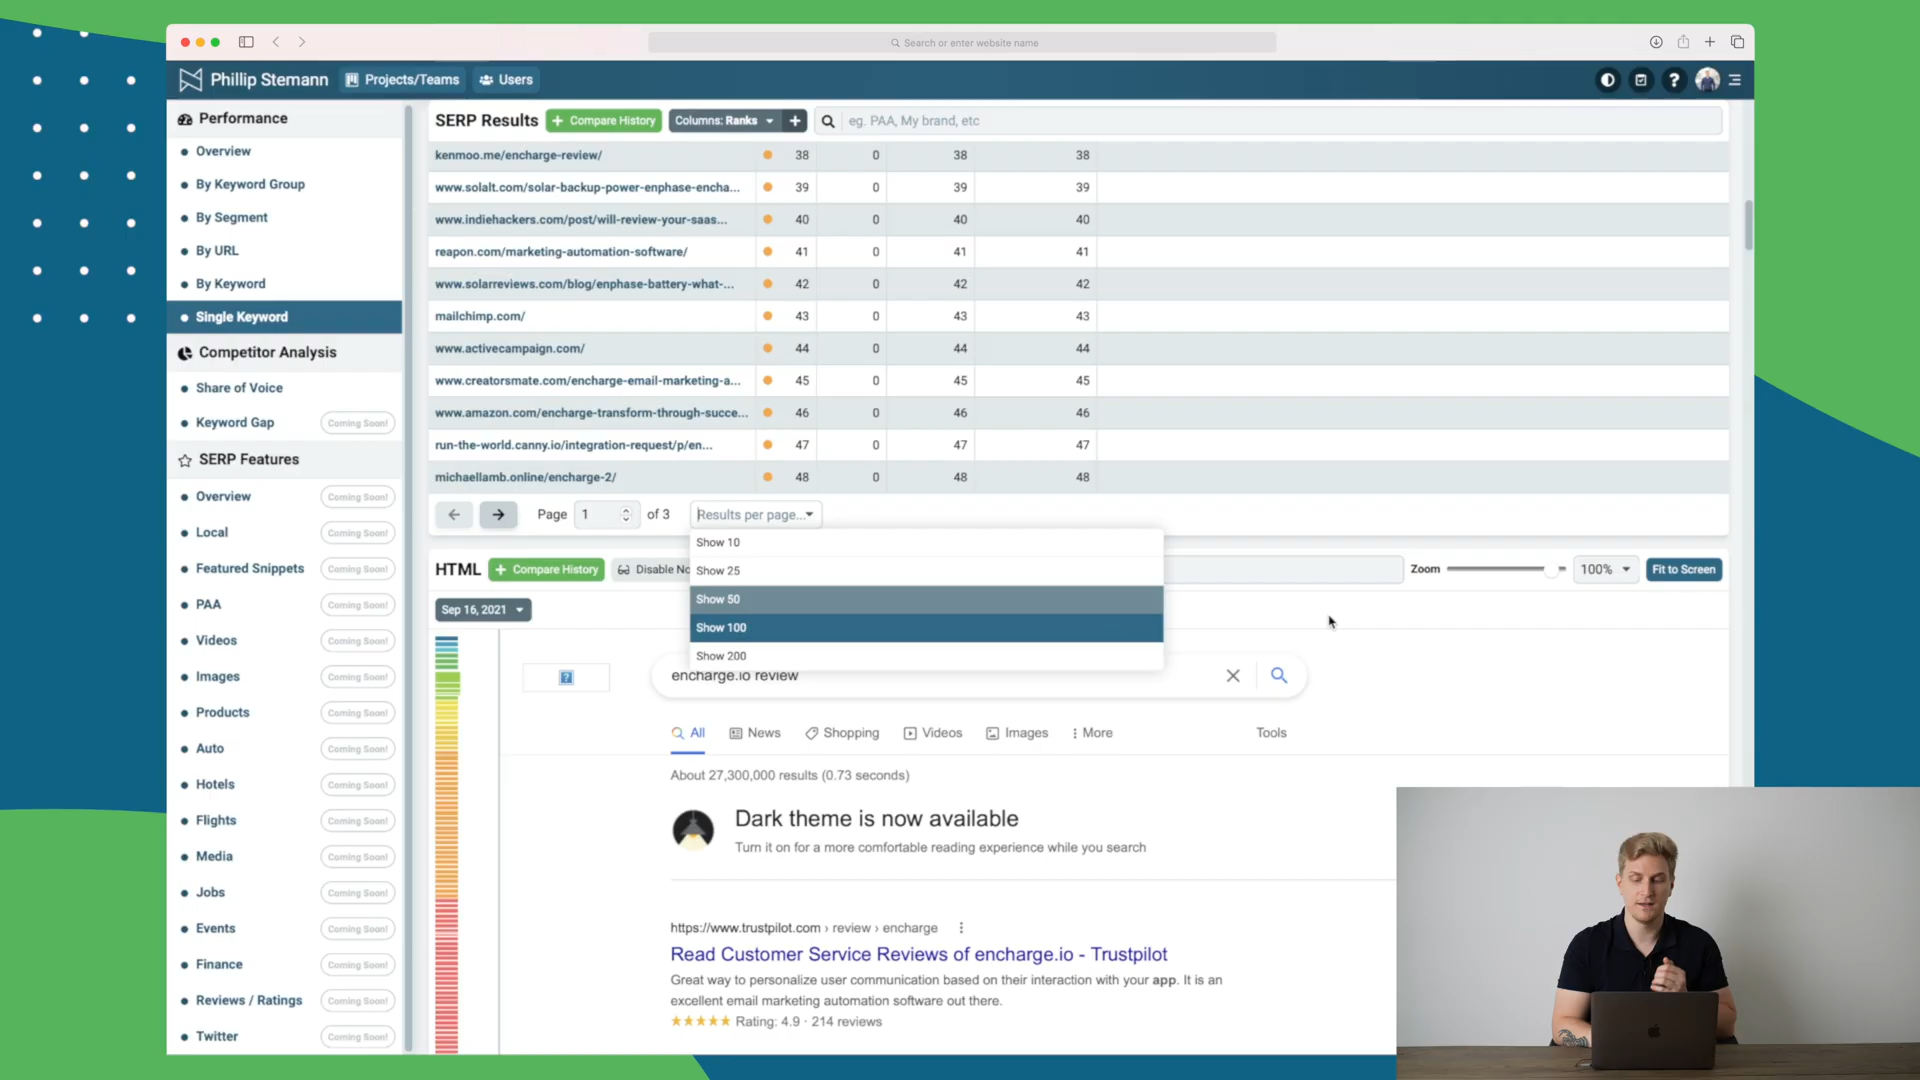 Search or enter website name
Phillip Stemann
Projects/Teams
Users
Performance
Overview
By Keyword Group
By Segment
By URL
By Keyword
Single Keyword
Competitor Analysis
Share of Voice
Keyword Gap Coming Soon!
SERP Features
Overview Coming Soon!
Local Coming Soon!
Featured Snippets Coming Soon!
PAA Coming Soon!
Videos Coming Soon!
Images Coming Soon!
Products Coming Soon!
Auto Coming Soon!
Hotels Coming Soon!
Flights Coming Soon!
Media Coming Soon!
Jobs Coming Soon!
Events Coming Soon!
Finance Coming Soon!
Reviews / Ratings Coming Soon!
Twitter Coming Soon!
SERP Results + Compare History Columns: Ranks + eg. PAA, My brand, etc
kenmoo.me/encharge-review/ 38 0 38 38
www.solalt.com/solar-backup-power-enphase-encha... 39 0 39 39
www.indiehackers.com/post/will-review-your-saas... 40 0 40 40
reapon.com/marketing-automation-software/ 41 0 41 41
www.solarreviews.com/blog/enphase-battery-what-... 42 0 42 42
mailchimp.com/ 43 0 43 43
www.activecampaign.com/ 44 0 44 44
www.creatorsmate.com/encharge-email-marketing-a... 45 0 45 45
www.amazon.com/encharge-transform-through-succe... 46 0 46 46
run-the-world.canny.io/integration-request/p/en... 47 0 47 47
michaellamb.online/encharge-2/ 48 0 48 48
Page 1 of 3 Results per page...
Show 10
Show 25
Show 50
Show 100
Show 200
HTML + Compare History Disable No Zoom 100% Fit to Screen
Sep 16, 2021
encharge.io review
All News Shopping Videos Images More Tools
About 27,300,000 results (0.73 seconds)
Dark theme is now available
Turn it on for a more comfortable reading experience while you search
https://www.trustpilot.com › review › encharge
Read Customer Service Reviews of encharge.io - Trustpilot
Great way to personalize user communication based on their interaction with your app. It is an
excellent email marketing automation software out there.
Rating: 4.9 · 214 reviews